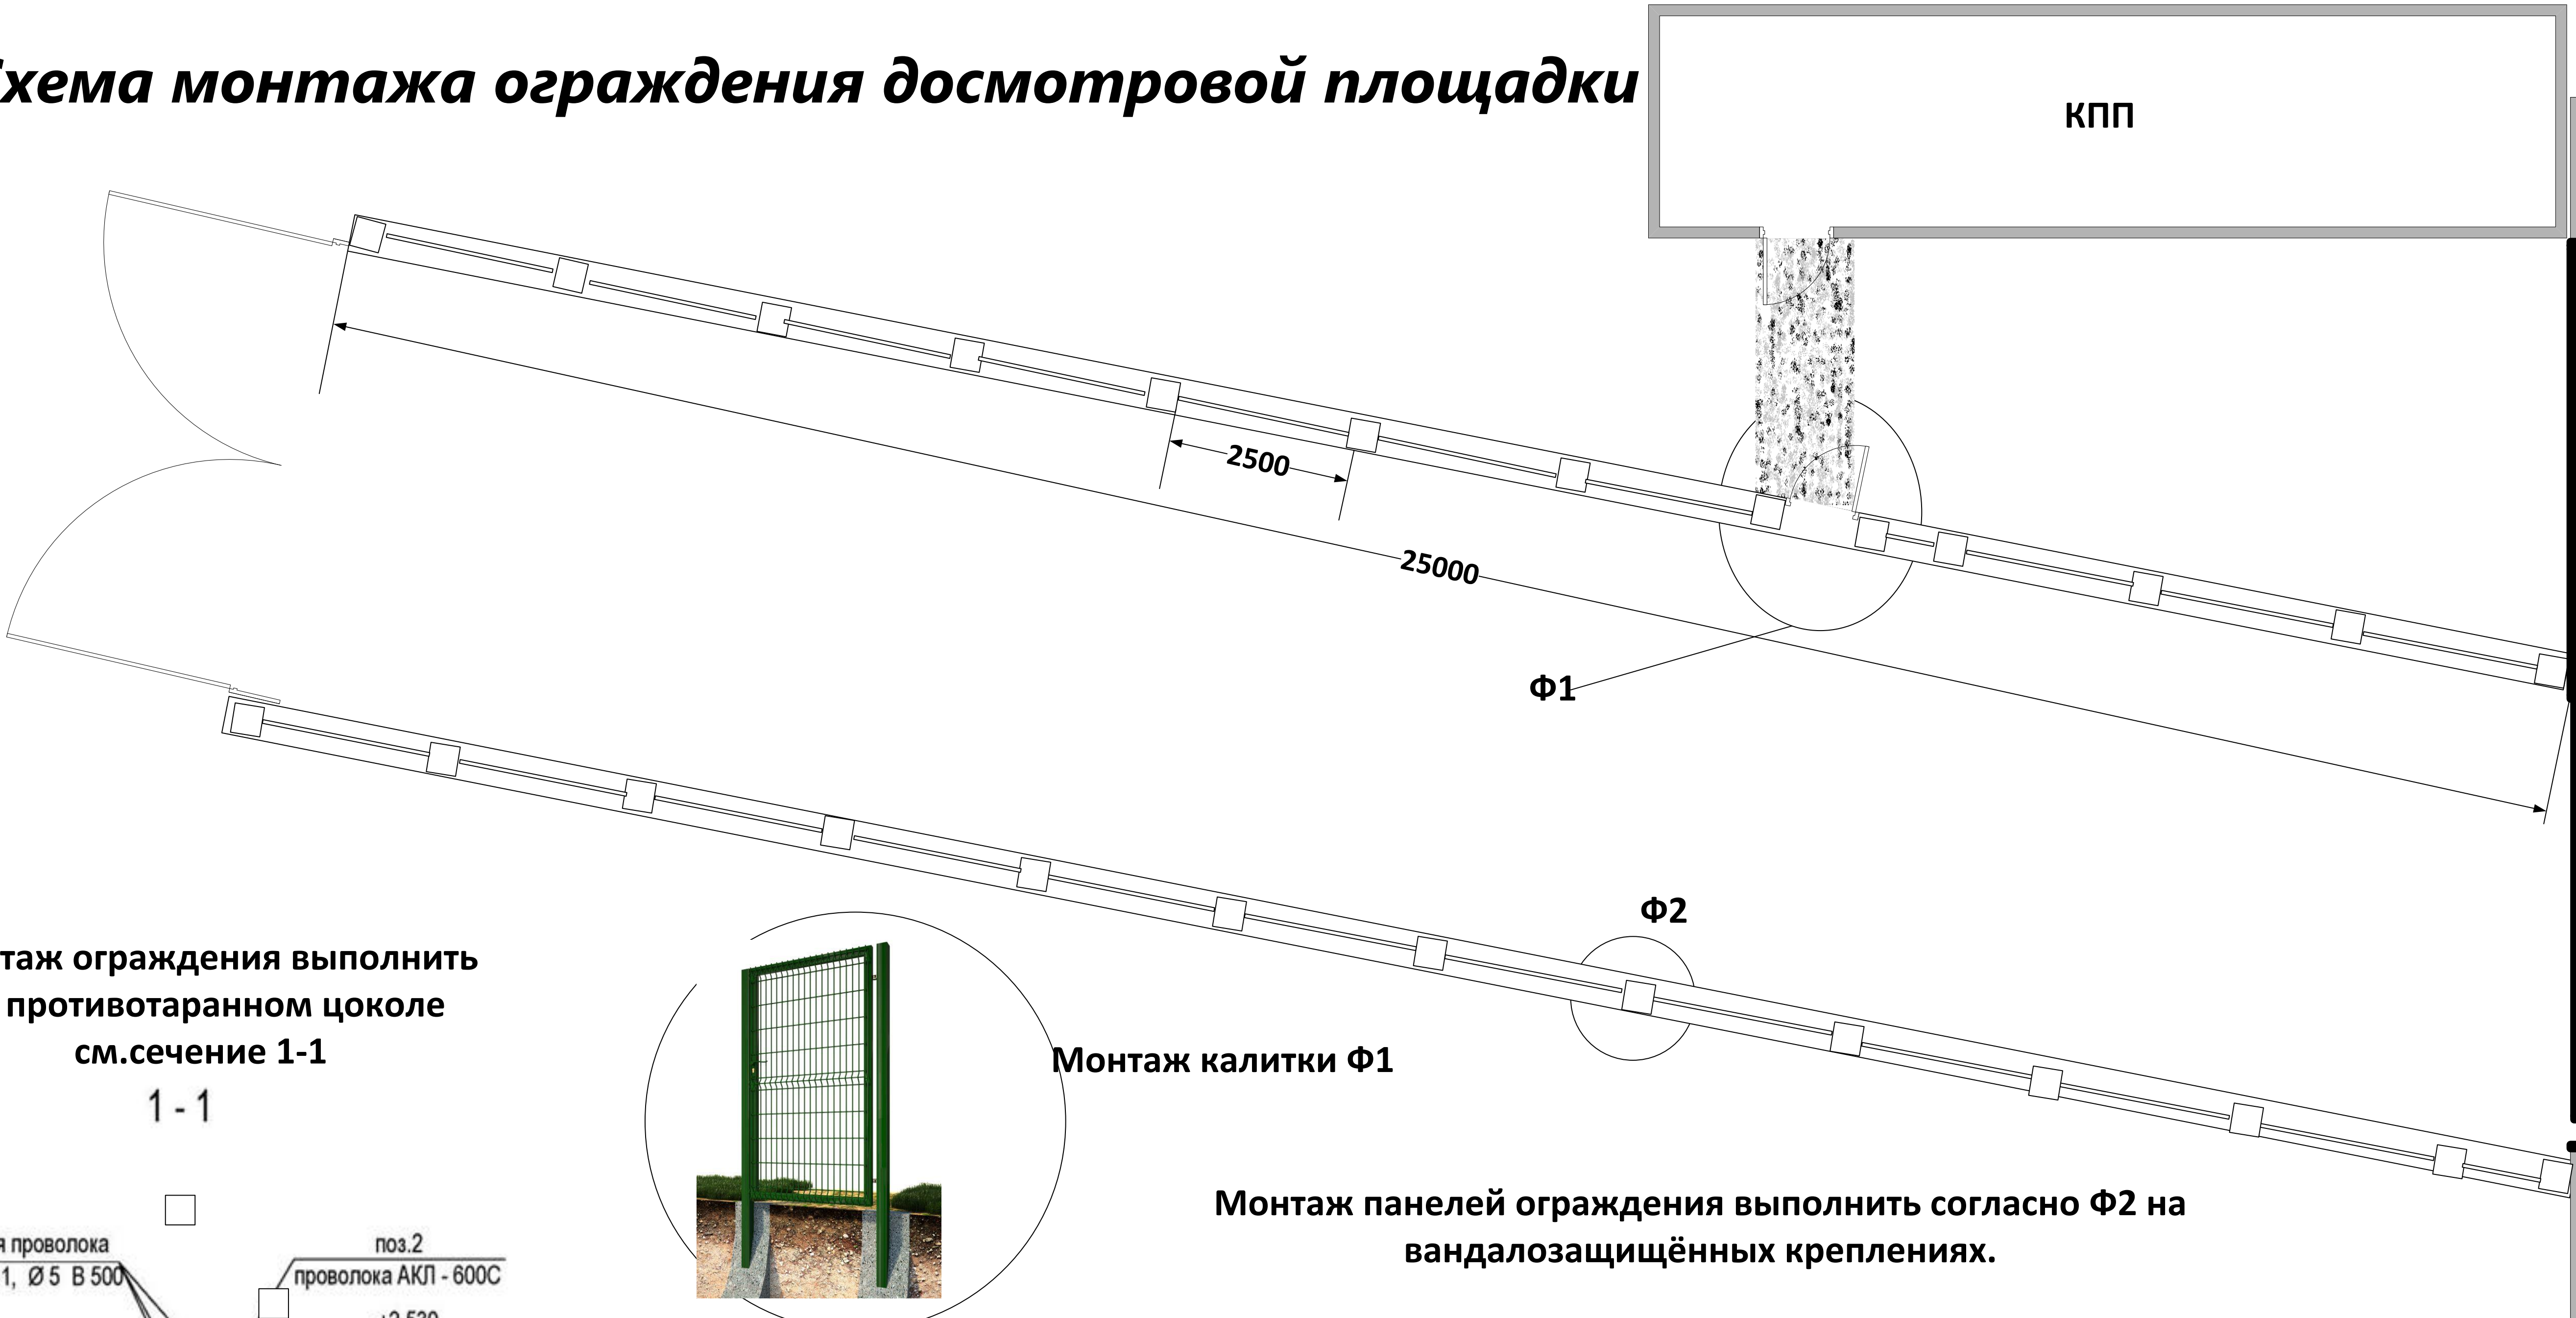 хема монтажа ограждения досмотровой площадки
КПП
2500
25000
Ф1
Ф2
таж ограждения выполнить
противотаранном цоколе
см.сечение 1-1
1 - 1
Монтаж калитки Ф1
Монтаж панелей ограждения выполнить согласно Ф2 на
вандалозащищённых креплениях.
я проволока
1, Ø 5 В 500
поз.2
проволока АКЛ - 600С